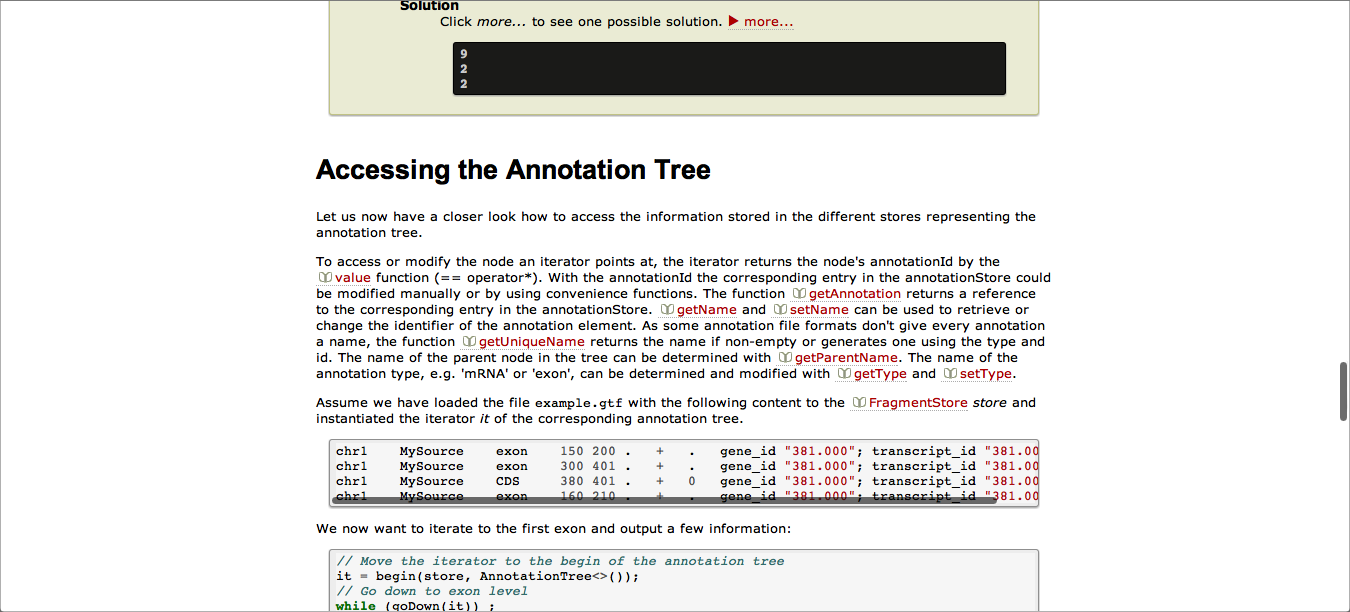 Solution
Click more... to see one possible solution. ▶ more...
9
2
2
Accessing the Annotation Tree
Let us now have a closer look how to access the information stored in the different stores representing the
annotation tree.
To access or modify the node an iterator points at, the iterator returns the node's annotationId by the
value function (== operator*). With the annotationId the corresponding entry in the annotationStore could
be modified manually or by using convenience functions. The function getAnnotation returns a reference
to the corresponding entry in the annotationStore. getName and setName can be used to retrieve or
change the identifier of the annotation element. As some annotation file formats don't give every annotation
a name, the function getUniqueName returns the name if non-empty or generates one using the type and
id. The name of the parent node in the tree can be determined with getParentName. The name of the
annotation type, e.g. 'mRNA' or 'exon', can be determined and modified with getType and setType.
Assume we have loaded the file example.gtf with the following content to the FragmentStore store and
instantiated the iterator it of the corresponding annotation tree.
chr1 MySource exon 150 200 . + . gene_id "381.000"; transcript_id "381.00
chr1 MySource exon 300 401 . + . gene_id "381.000"; transcript_id "381.00
chr1 MySource CDS 380 401 . + 0 gene_id "381.000"; transcript_id "381.00
chr1 MySource exon 160 210 . + . gene_id "381.000"; transcript_id "381.00
We now want to iterate to the first exon and output a few information:
// Move the iterator to the begin of the annotation tree
it = begin(store, AnnotationTree<>());
// Go down to exon level
while (goDown(it)) ;